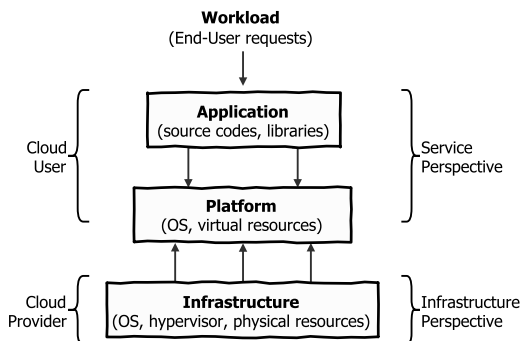 Workload
(End-User requests)
Application
(source codes, libraries)
Cloud
User
Service
Perspective
Platform
(OS, virtual resources)
Cloud
Provider
Infrastructure
(OS, hypervisor, physical resources)
Infrastructure
Perspective